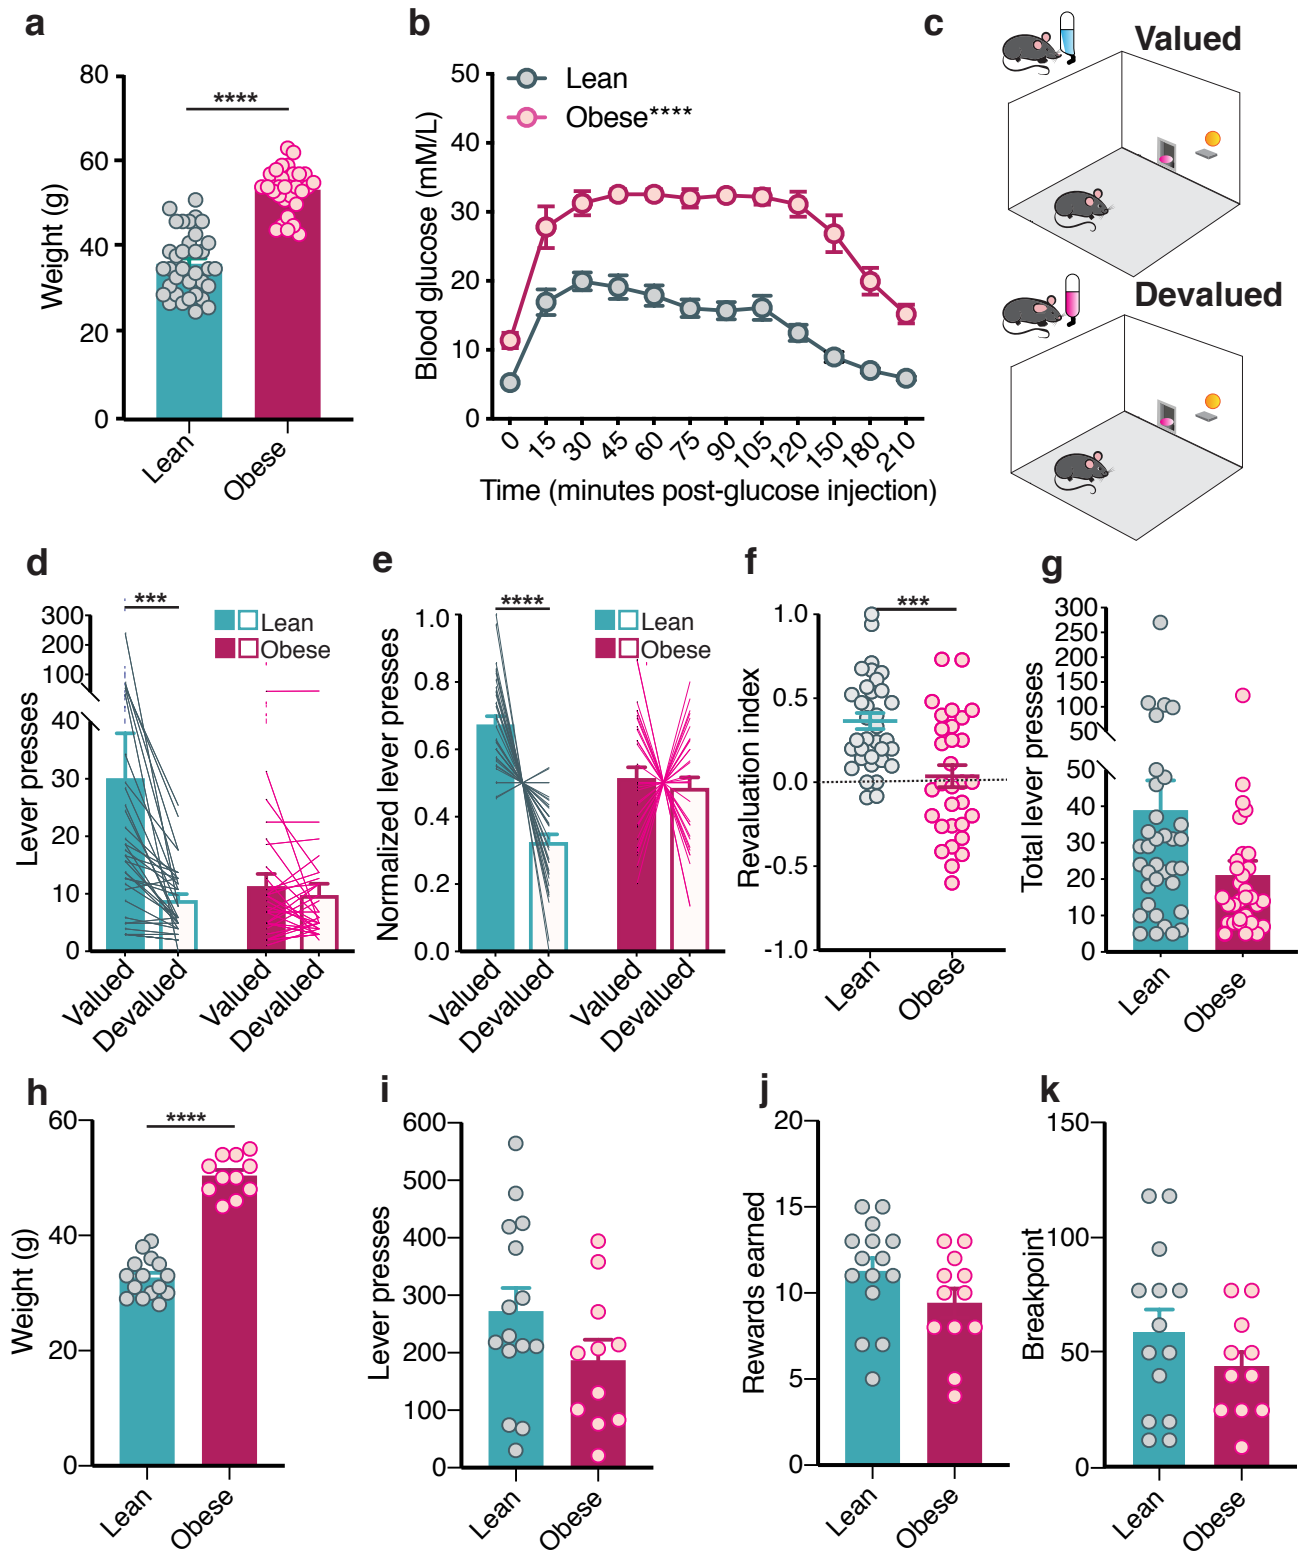 a
Weight (g)
80
60
40
20
0
****
Lean
Obese
b
Blood glucose (mM/L)
50
40
30
20
10
0
Lean
Obese****
0
15
30
45
60
75
90
105
120
150
180
210
Time (minutes post-glucose injection)
c
Valued
Devalued
d
Lever presses
300
200
100
40
30
20
10
0
***
Lean
Obese
Valued
Devalued
Valued
Devalued
e
Normalized lever presses
1.0
0.8
0.6
0.4
0.2
0.0
****
Lean
Obese
Valued
Devalued
Valued
Devalued
f
Revaluation index
1.0
0.5
0.0
-0.5
-1.0
***
Lean
Obese
g
Total lever presses
300
250
200
150
100
50
50
40
30
20
10
0
Lean
Obese
h
Weight (g)
60
40
20
0
****
Lean
Obese
i
Lever presses
600
500
400
300
200
100
0
Lean
Obese
j
Rewards earned
20
15
10
5
0
Lean
Obese
k
Breakpoint
150
100
50
0
Lean
Obese